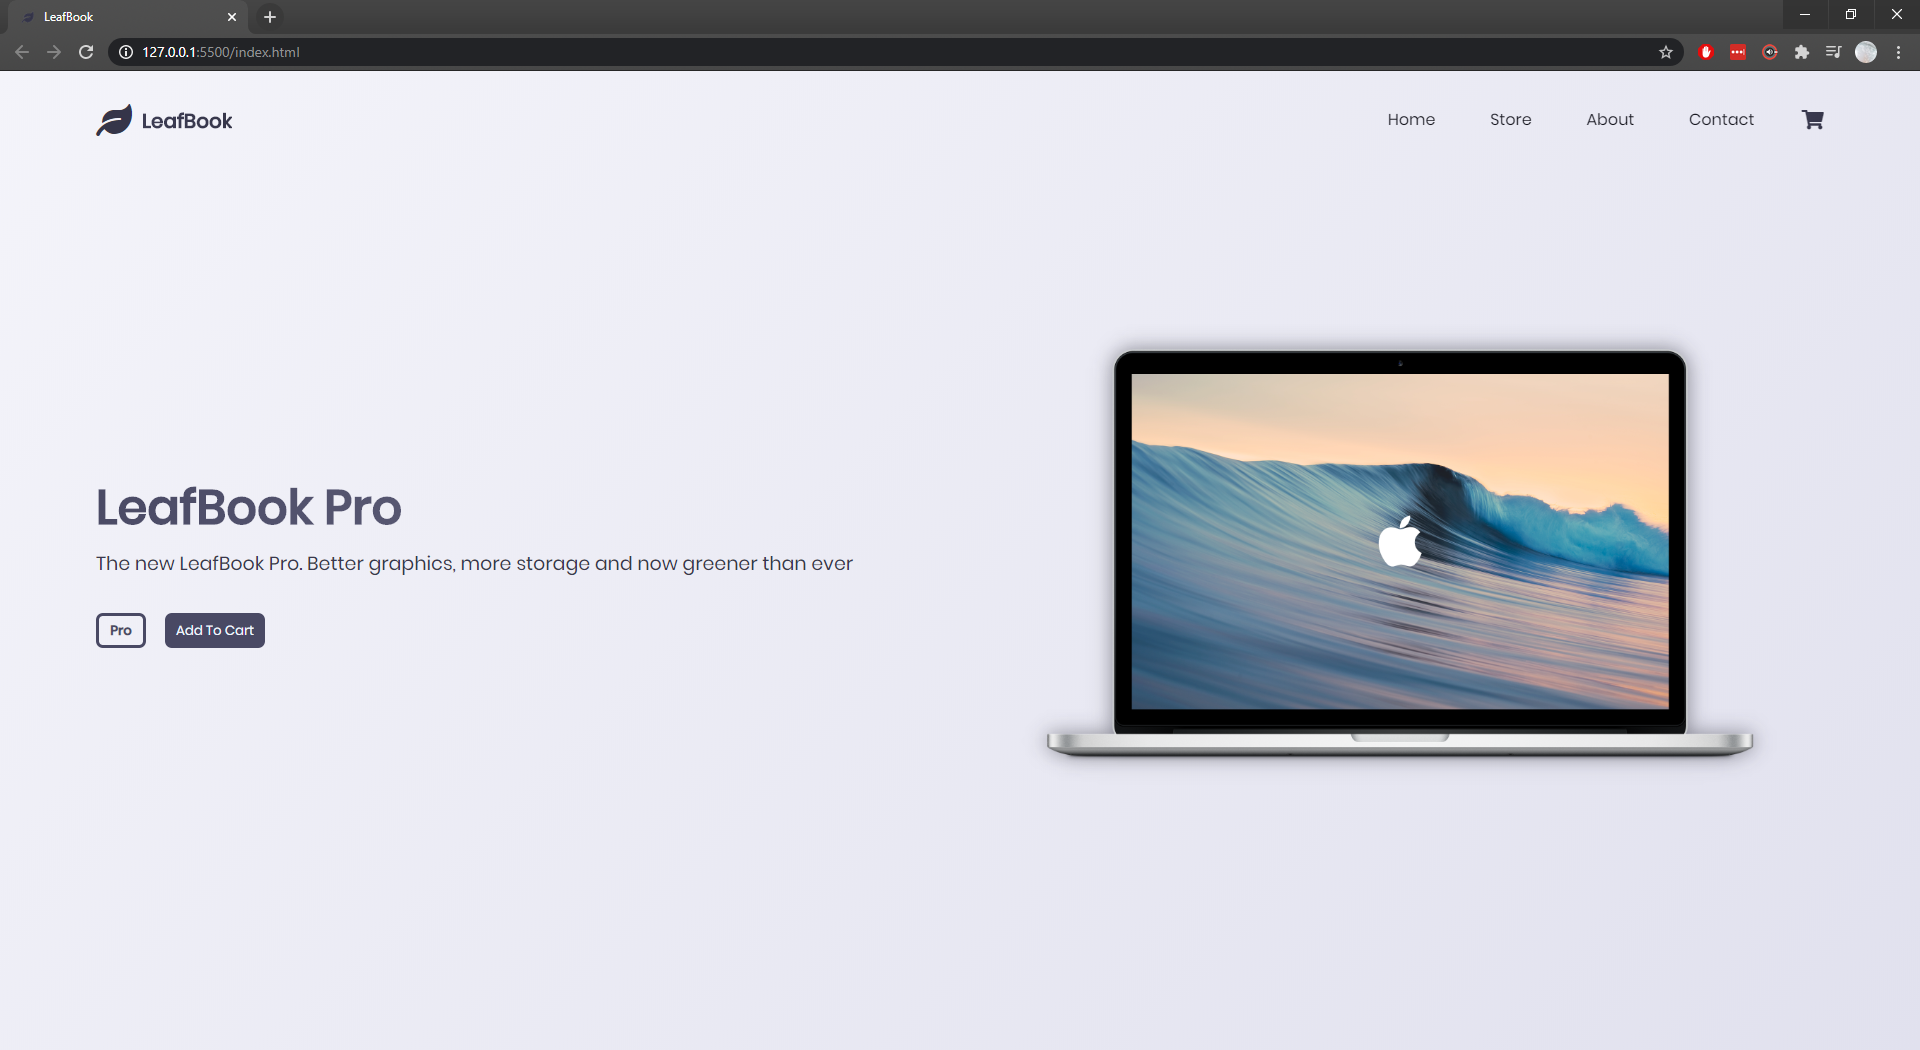 LeafBook
127.0.0.1:5500/index.html
LeafBook
Home Store About Contact
LeafBook Pro
The new LeafBook Pro. Better graphics, more storage and now greener than ever
Pro Add To Cart